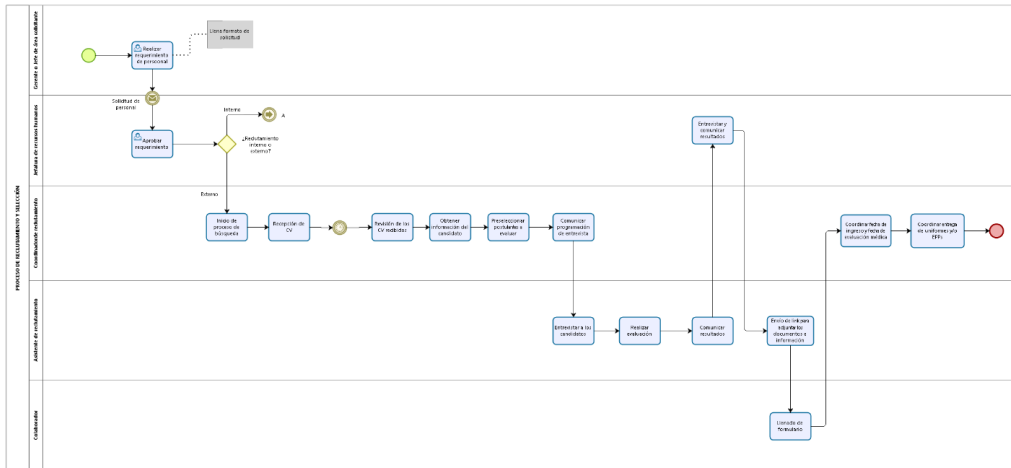 PROCESO DE RECLUTAMIENTO Y SELECCIÓN
Gerente o Jefe de área solicitante
Realizar
requerimiento
de personal
Llena formato de
solicitud
Solicitud de
personal
Jefatura de recursos humanos
Aprobar
requerimiento
Interno
A
¿Reclutamiento
interno o
externo?
Externo
Entrevistar y
comunicar
resultados
Coordinador de reclutamiento
Inicio de
proceso de
búsqueda
Recepción de
CV
Revisión de los
CV recibidos
Obtener
información del
candidato
Preseleccionar
postulantes a
evaluar
Comunicar
programación
de entrevista
Coordinar fecha de
ingreso y fecha de
evaluación médica
Coordinar entrega
de uniformes y/o
EPPs
Asistente de reclutamiento
Entrevistar a los
candidatos
Realizar
evaluación
Comunicar
resultados
Envío de link para
adjuntar los
documentos e
información
Colaborador
Llenado de
formulario